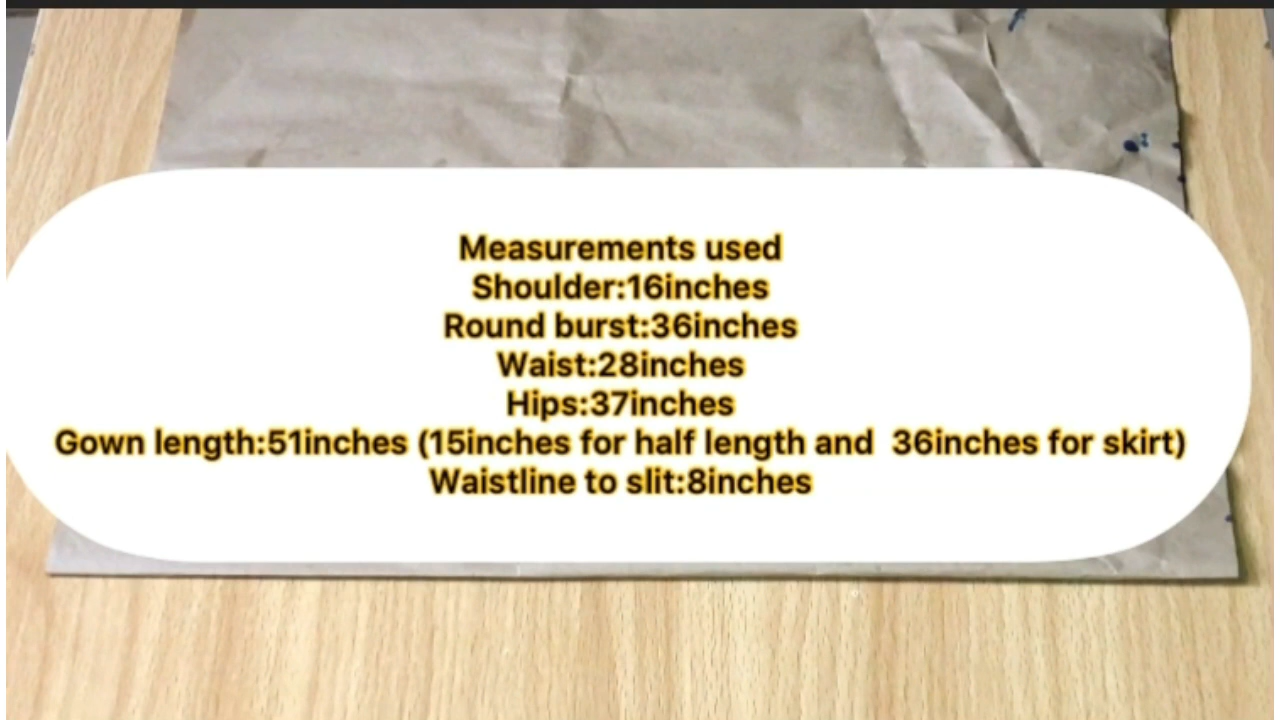 Measurements used
Shoulder:16inches
Round burst:36inches
Waist:28inches
Hips:37inches
Gown length:51inches (15inches for half length and  36inches for skirt)
Waistline to slit:8inches